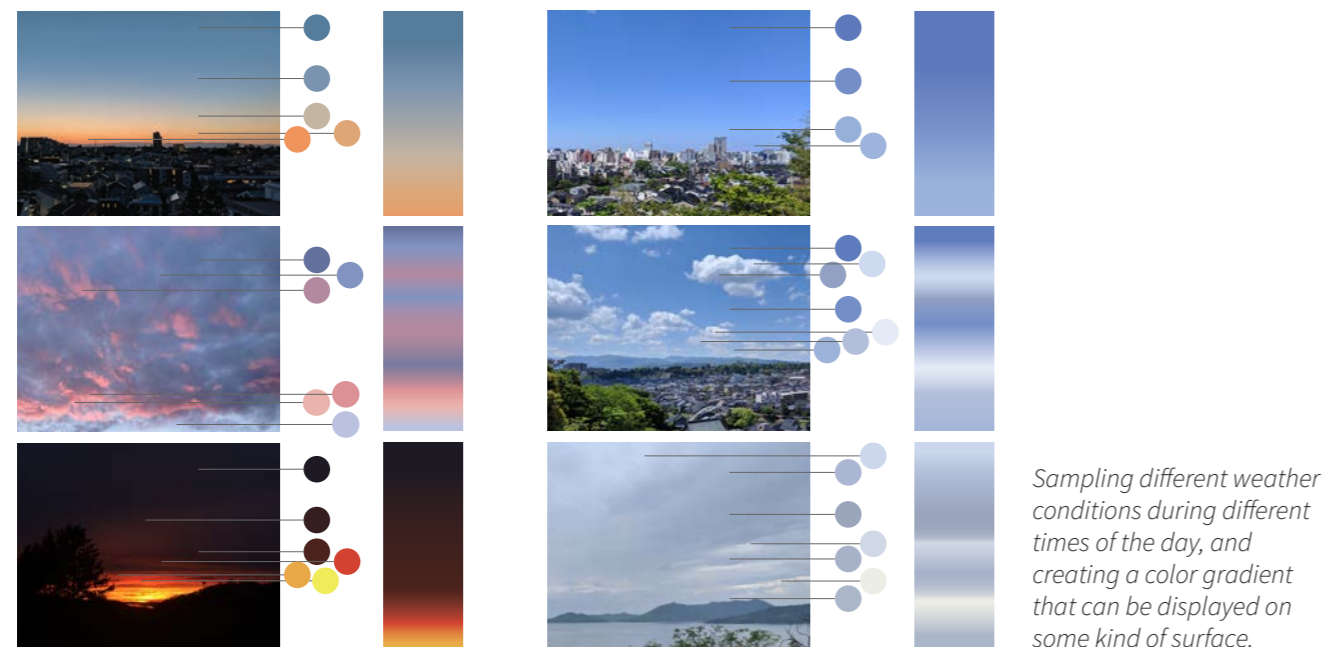 Sampling different weather
conditions during different
times of the day, and
creating a color gradient
that can be displayed on
some kind of surface.